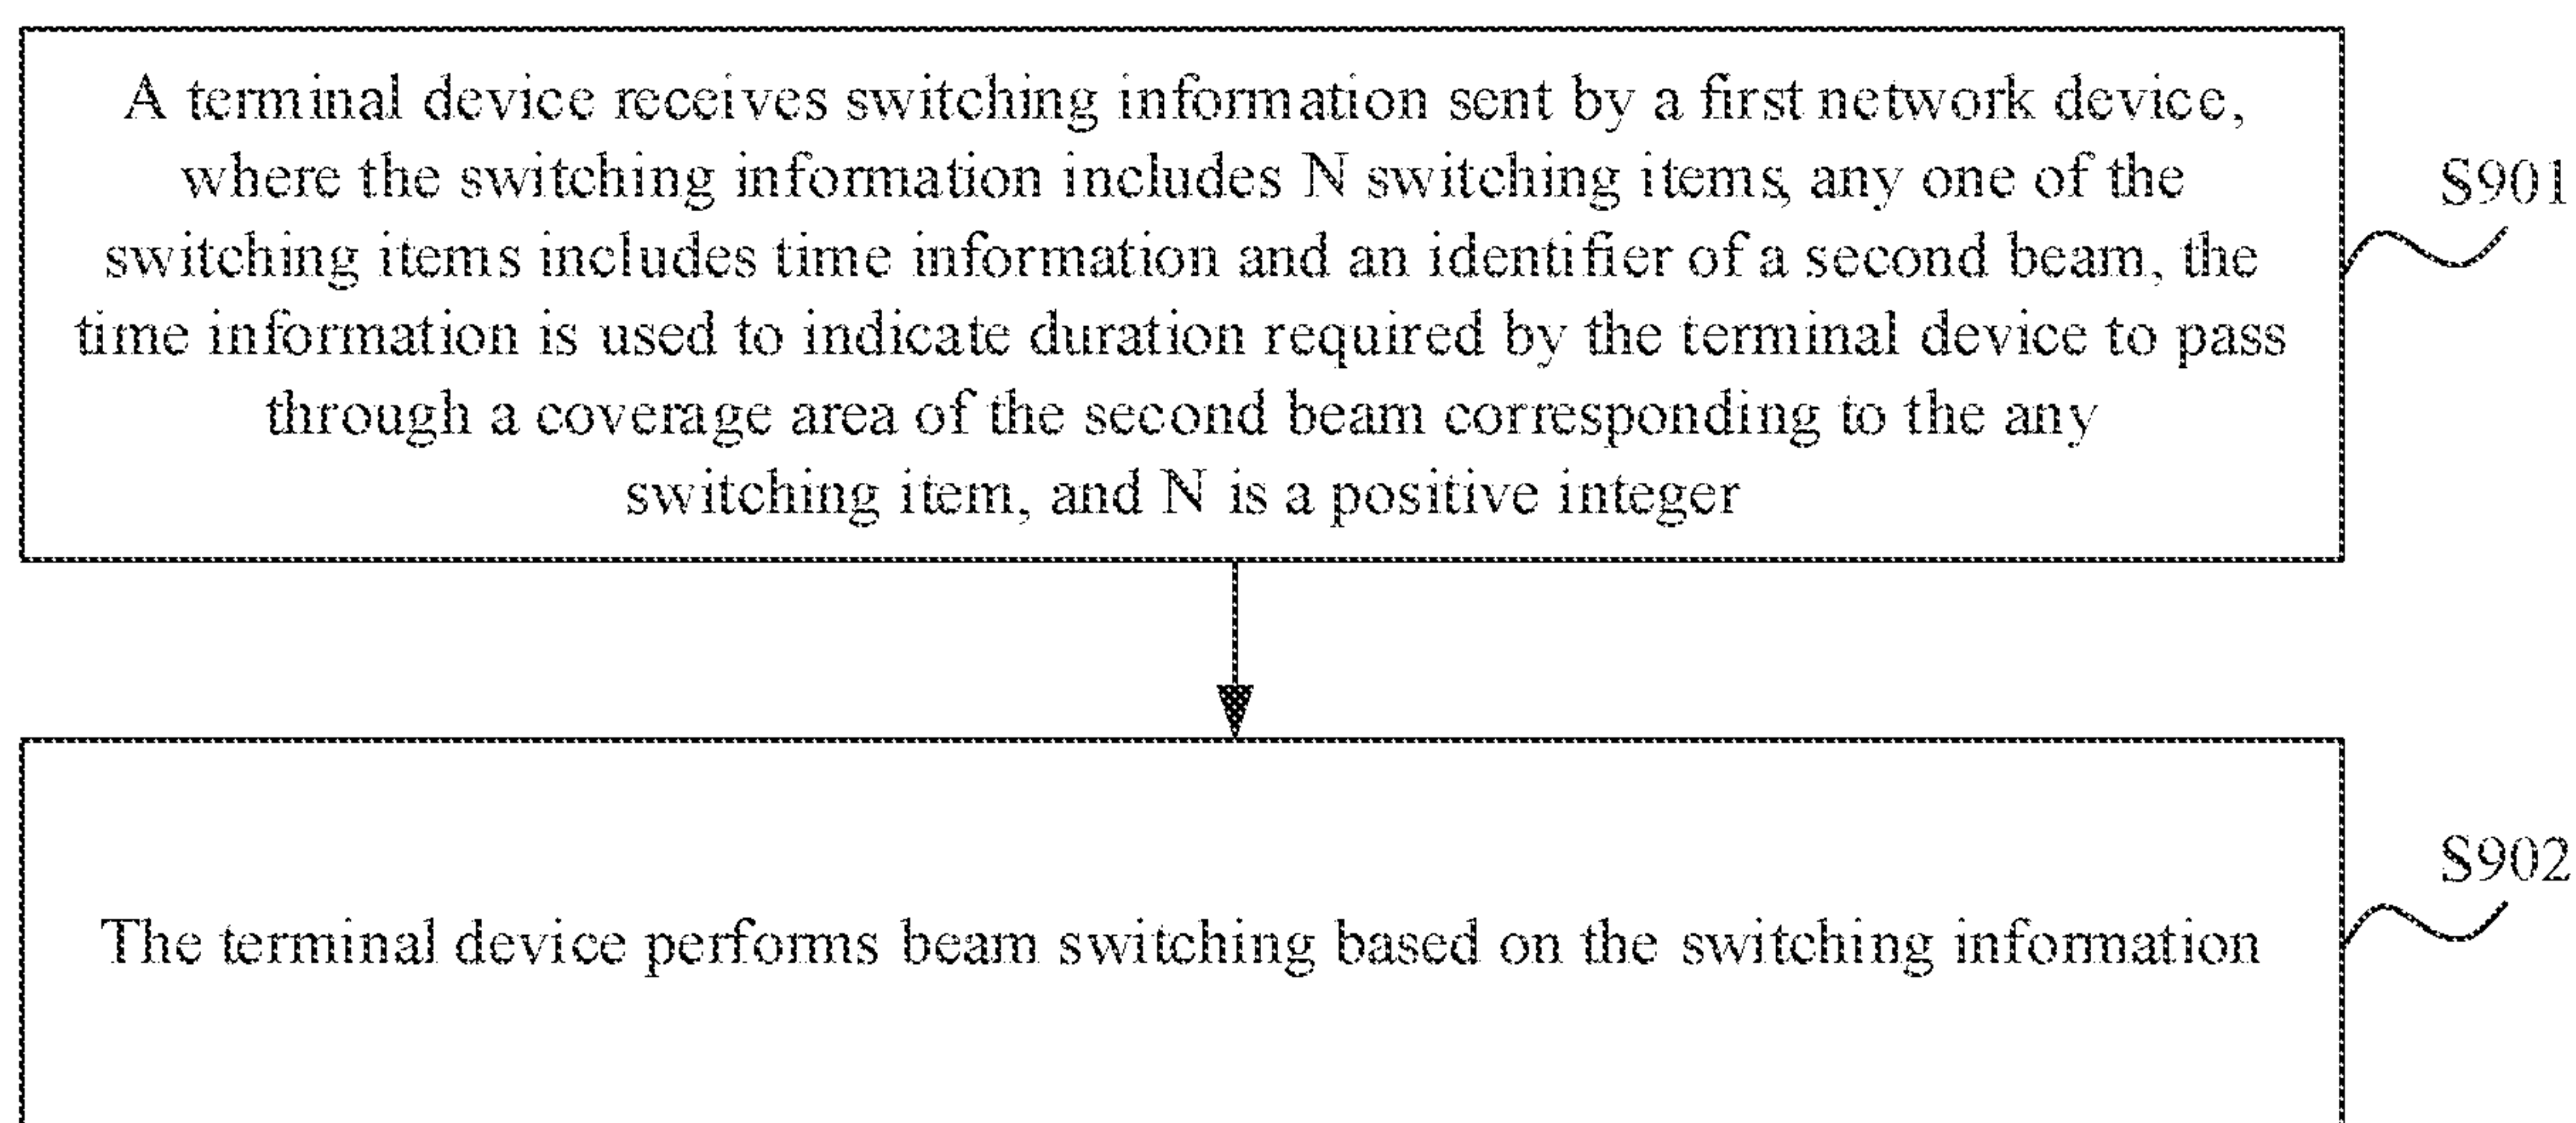 A terminal device receives switching information sent by a first network device,
where the switching information includes N switching items, any one of the
S901
switching items includes time information and an identifier of a second beam, the
time information is used to indicate duration required by the terminal device to pass
through a coverage area of the second beam corresponding to the any
switching item, and N is a positive integer
S902
The terminal device performs beam switching based on the switching information